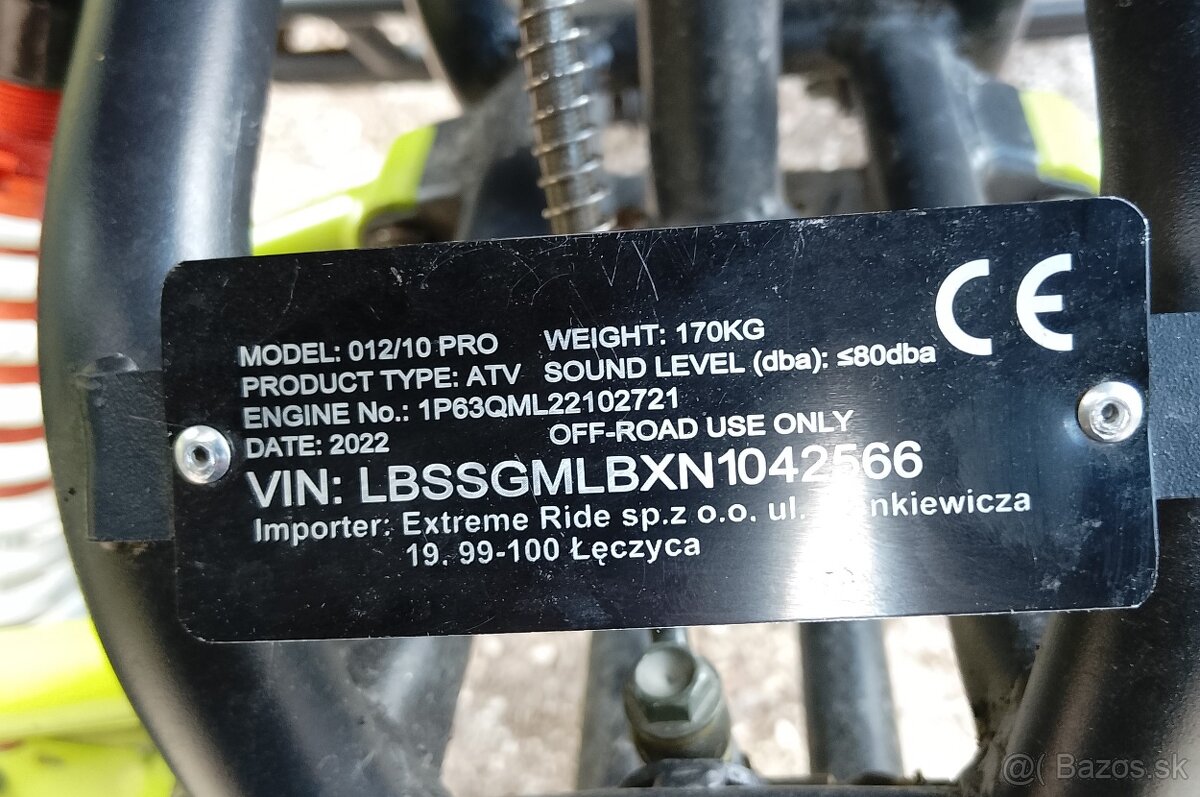 CE
MODEL: 012/10 PRO WEIGHT: 170KG
PRODUCT TYPE: ATV SOUND LEVEL (dba): ≤80dba
ENGINE No.: 1P63QML22102721
DATE: 2022 OFF-ROAD USE ONLY
VIN: LBSSGMLBXN1042566
Importer: Extreme Ride sp.z o.o. ul.
19, 99-100 Łęczyca
@( Bazos.sk